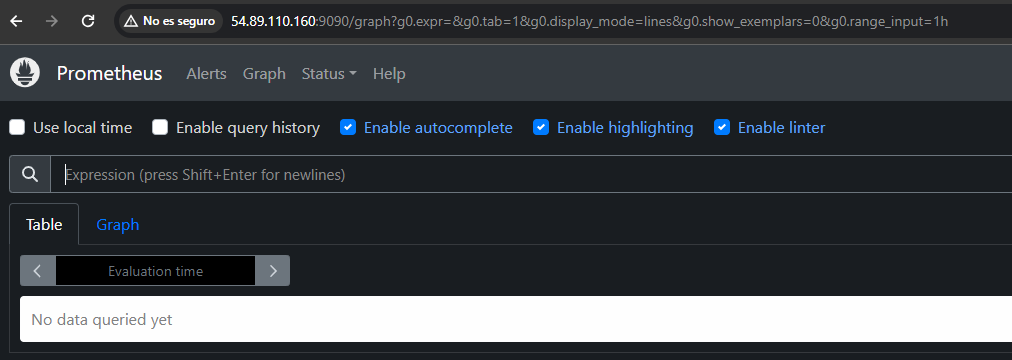 No es seguro 54.89.110.160:9090/graph?g0.expr=&g0.tab=1&g0.display_mode=lines&g0.show_exemplars=0&g0.range_input=1h
Prometheus Alerts Graph Status Help
Use local time Enable query history Enable autocomplete Enable highlighting Enable linter
Expression (press Shift+Enter for newlines)
Table Graph
Evaluation time
No data queried yet